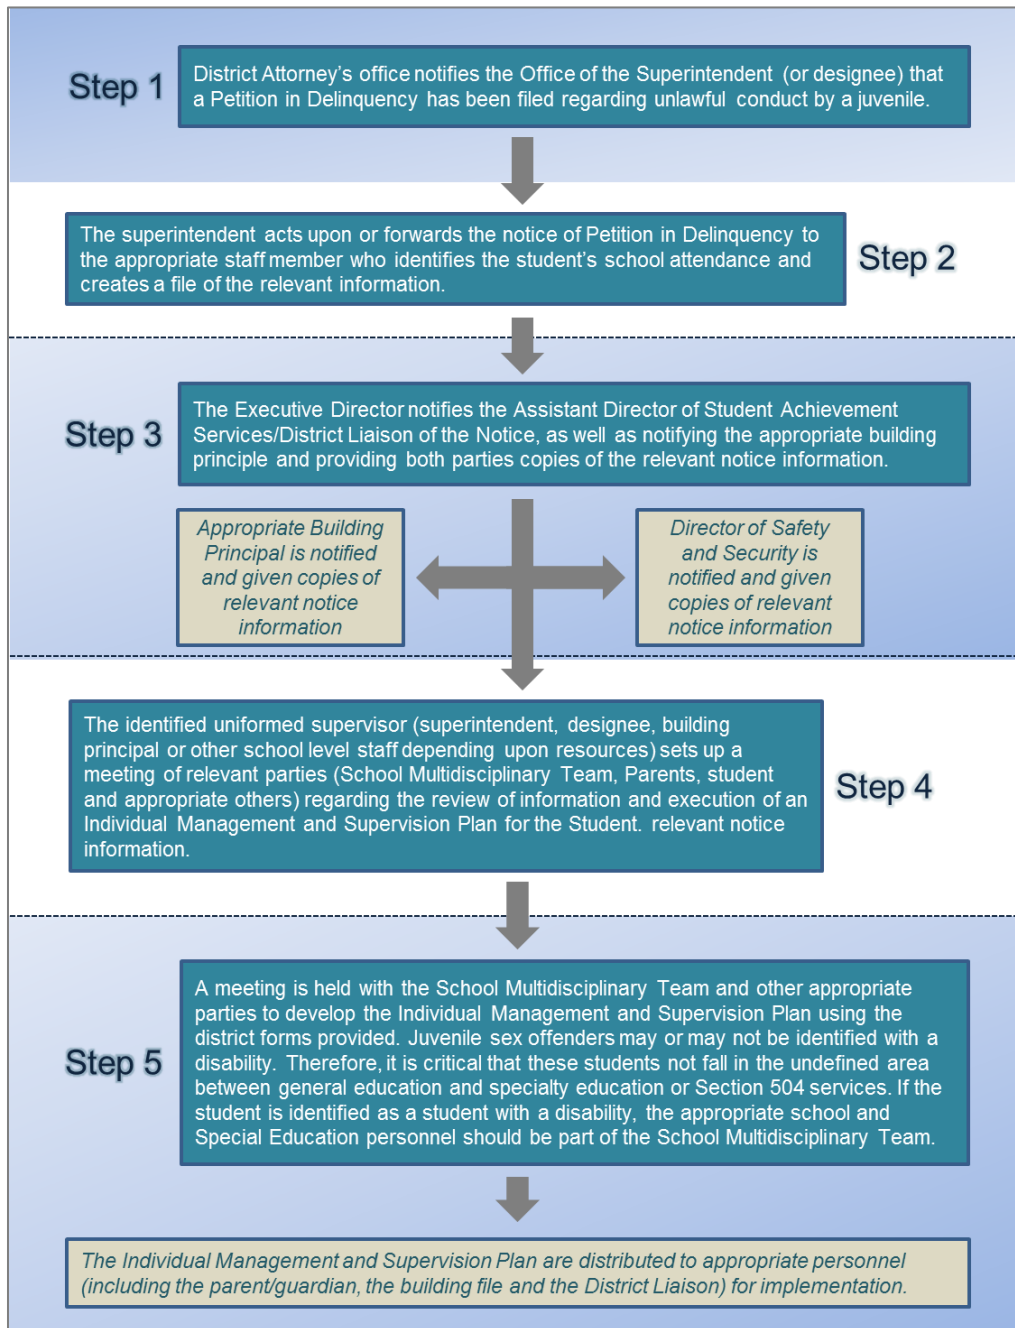 Step 1
District Attorney's office notifies the Office of the Superintendent (or designee) that
a Petition in Delinquency has been filed regarding unlawful conduct by a juvenile.
The superintendent acts upon or forwards the notice of Petition in Delinquency to
the appropriate staff member who identifies the student's school attendance and
creates a file of the relevant information.
Step 2
Step 3
The Executive Director notifies the Assistant Director of Student Achievement
Services/District Liaison of the Notice, as well as notifying the appropriate building
principle and providing both parties copies of the relevant notice information.
Appropriate Building
Principal is notified
and given copies of
relevant notice
information
Director of Safety
and Security is
notified and given
copies of relevant
notice information
The identified uniformed supervisor (superintendent, designee, building
principal or other school level staff depending upon resources) sets up a
meeting of relevant parties (School Multidisciplinary Team, Parents, student
and appropriate others) regarding the review of information and execution of an
Individual Management and Supervision Plan for the Student. relevant notice
information.
Step 4
Step 5
A meeting is held with the School Multidisciplinary Team and other appropriate
parties to develop the Individual Management and Supervision Plan using the
district forms provided. Juvenile sex offenders may or may not be identified with a
disability. Therefore, it is critical that these students not fall in the undefined area
between general education and specialty education or Section 504 services. If the
student is identified as a student with a disability, the appropriate school and
Special Education personnel should be part of the School Multidisciplinary Team.
The Individual Management and Supervision Plan are distributed to appropriate personnel
(including the parent/guardian, the building file and the District Liaison) for implementation.